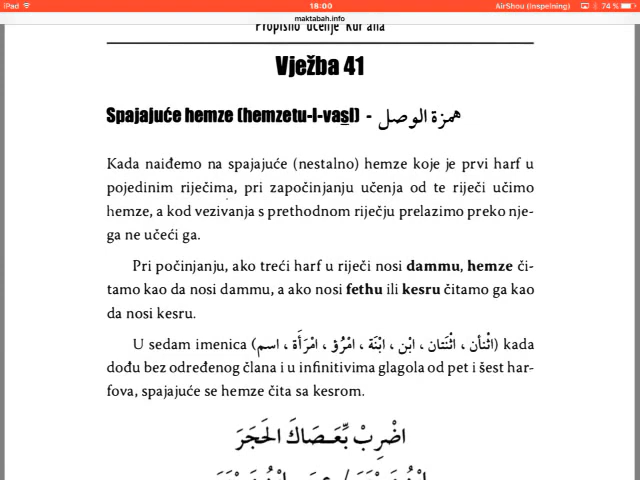 iPad
18:00
AirShou (Inspelning)
74 %
maktabah.info
Propisno učenje Kur'ana
Vježba 41
Spajajuće hemze (hemzetu-l-vasl) - همزة الوصل
Kada naiđemo na spajajuće (nestalno) hemze koje je prvi harf u
pojedinim riječima, pri započinjanju učenja od te riječi učimo
hemze, a kod vezivanja s prethodnom riječju prelazimo preko nje-
ga ne učeći ga.
Pri počinjanju, ako treći harf u riječi nosi dammu, hemze či-
tamo kao da nosi dammu, a ako nosi fethu ili kesru čitamo ga kao
da nosi kesru.
U sedam imenica (اثْنأن ، اثْنَتَان ، ابْن ، ابْنَة ، امْرُؤ ، امْرَأَة ، اسم) kada
dođu bez određenog člana i u infinitivima glagola od pet i šest har-
fova, spajajuće se hemze čita sa kesrom.
اضْرِبْ بِّعَصَاكَ الْحَجَرَ